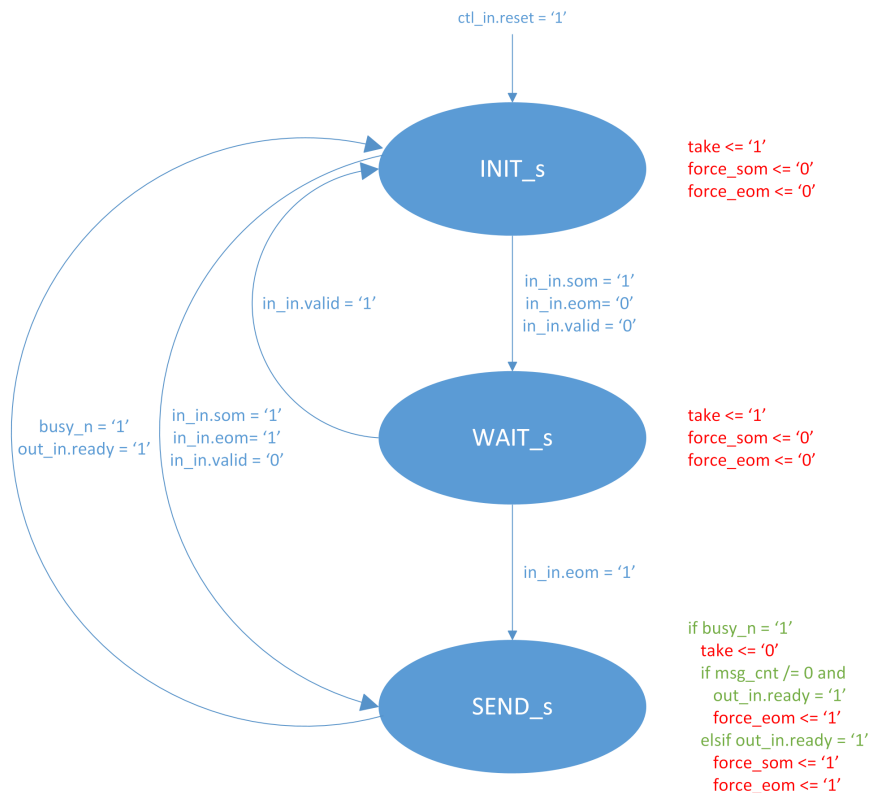 ctl_in.reset = ‘1’
INIT_s
take <= ‘1’
force_som <= ‘0’
force_eom <= ‘0’
in_in.valid = ‘1’
in_in.som = ‘1’
in_in.eom= ‘0’
in_in.valid = ‘0’
busy_n = ‘1’
out_in.ready = ‘1’
in_in.som = ‘1’
in_in.eom= ‘1’
in_in.valid = ‘0’
WAIT_s
take <= ‘1’
force_som <= ‘0’
force_eom <= ‘0’
in_in.eom = ‘1’
SEND_s
if busy_n = ‘1’
take <= ‘0’
if msg_cnt /= 0 and
out_in.ready = ‘1’
force_eom <= ‘1’
elsif out_in.ready = ‘1’
force_som <= ‘1’
force_eom <= ‘1’